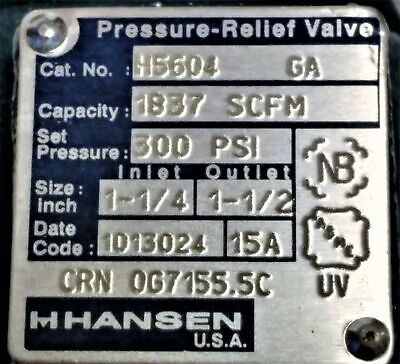 Pressure-Relief Valve
Cat. No. : H5604 GA
Capacity: 1837 SCFM
Set
Pressure: 300 PSI
Inlet Outlet
Size:
inch 1-1/4 1-1/2
Date
Code : 1D13024 15A
NB
CRN 0G7155.5C UV
HANSEN
U.S.A.